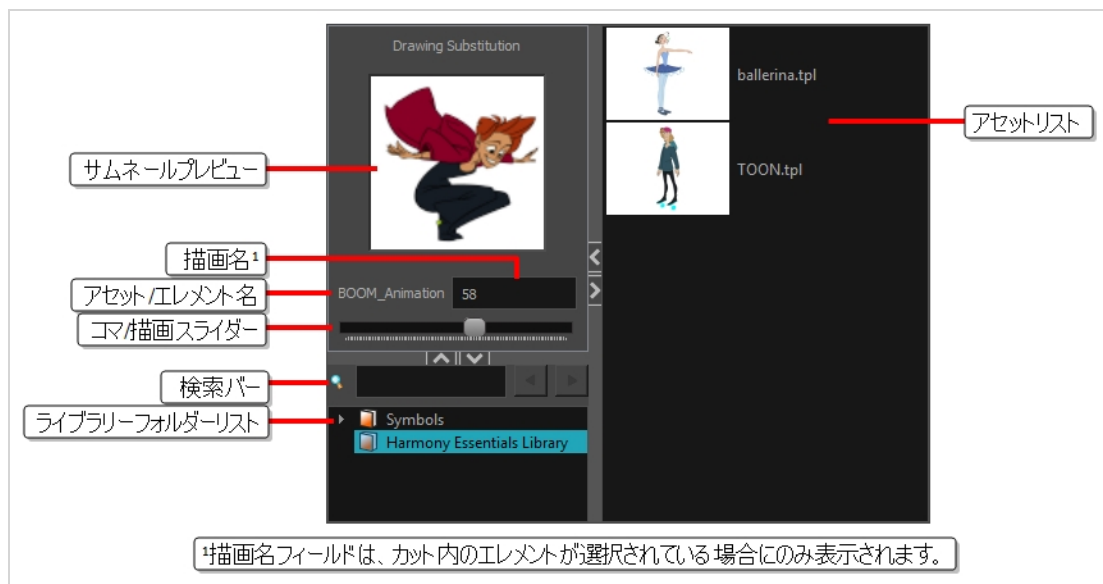 Drawing Substitution
ballerina.tpl
アセットリスト
サムネールプレビュー
TOON.tpl
描画名¹
アセット/エレメント名
BOOM_Animation 58
コマ/描画スライダー
検索バー
ライブラリーフォルダーリスト
Symbols
Harmony Essentials Library
¹描画名フィールドは、カット内のエレメントが選択されている場合にのみ表示されます。